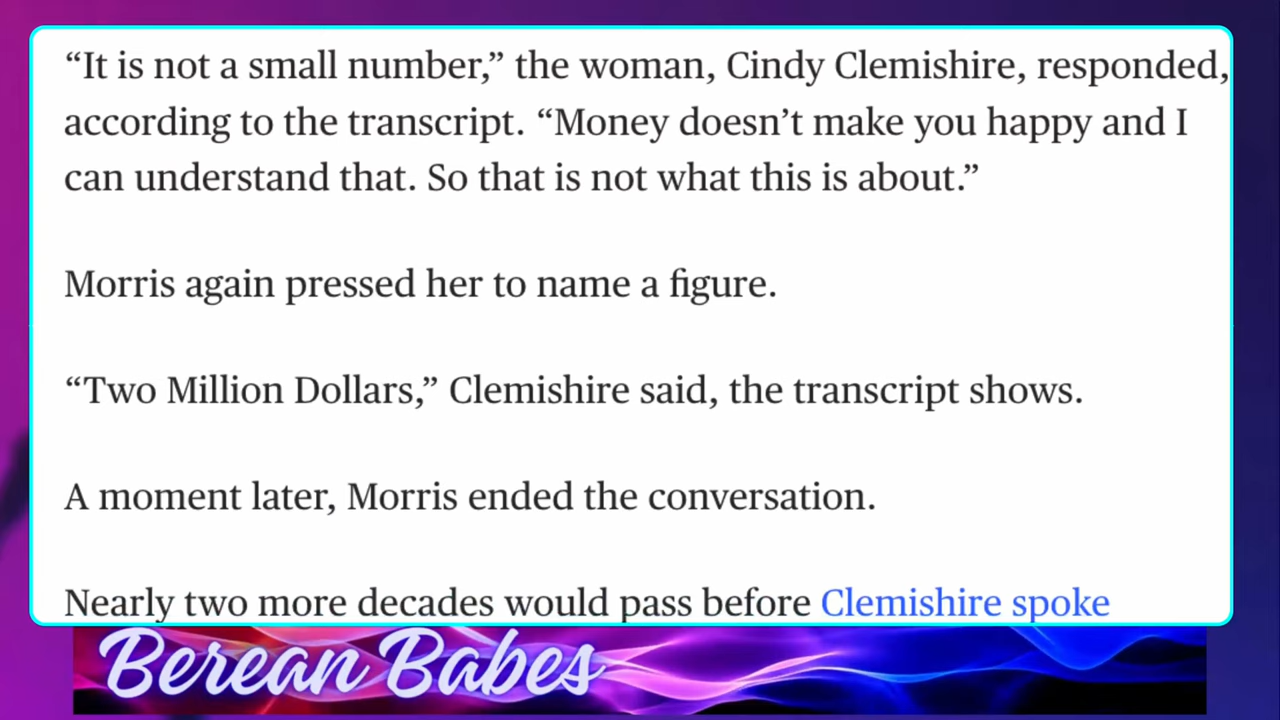 “It is not a small number,” the woman, Cindy Clemishire, responded,
according to the transcript. “Money doesn’t make you happy and I
can understand that. So that is not what this is about.”
Morris again pressed her to name a figure.
“Two Million Dollars,” Clemishire said, the transcript shows.
A moment later, Morris ended the conversation.
Nearly two more decades would pass before Clemishire spoke
Berean Babes